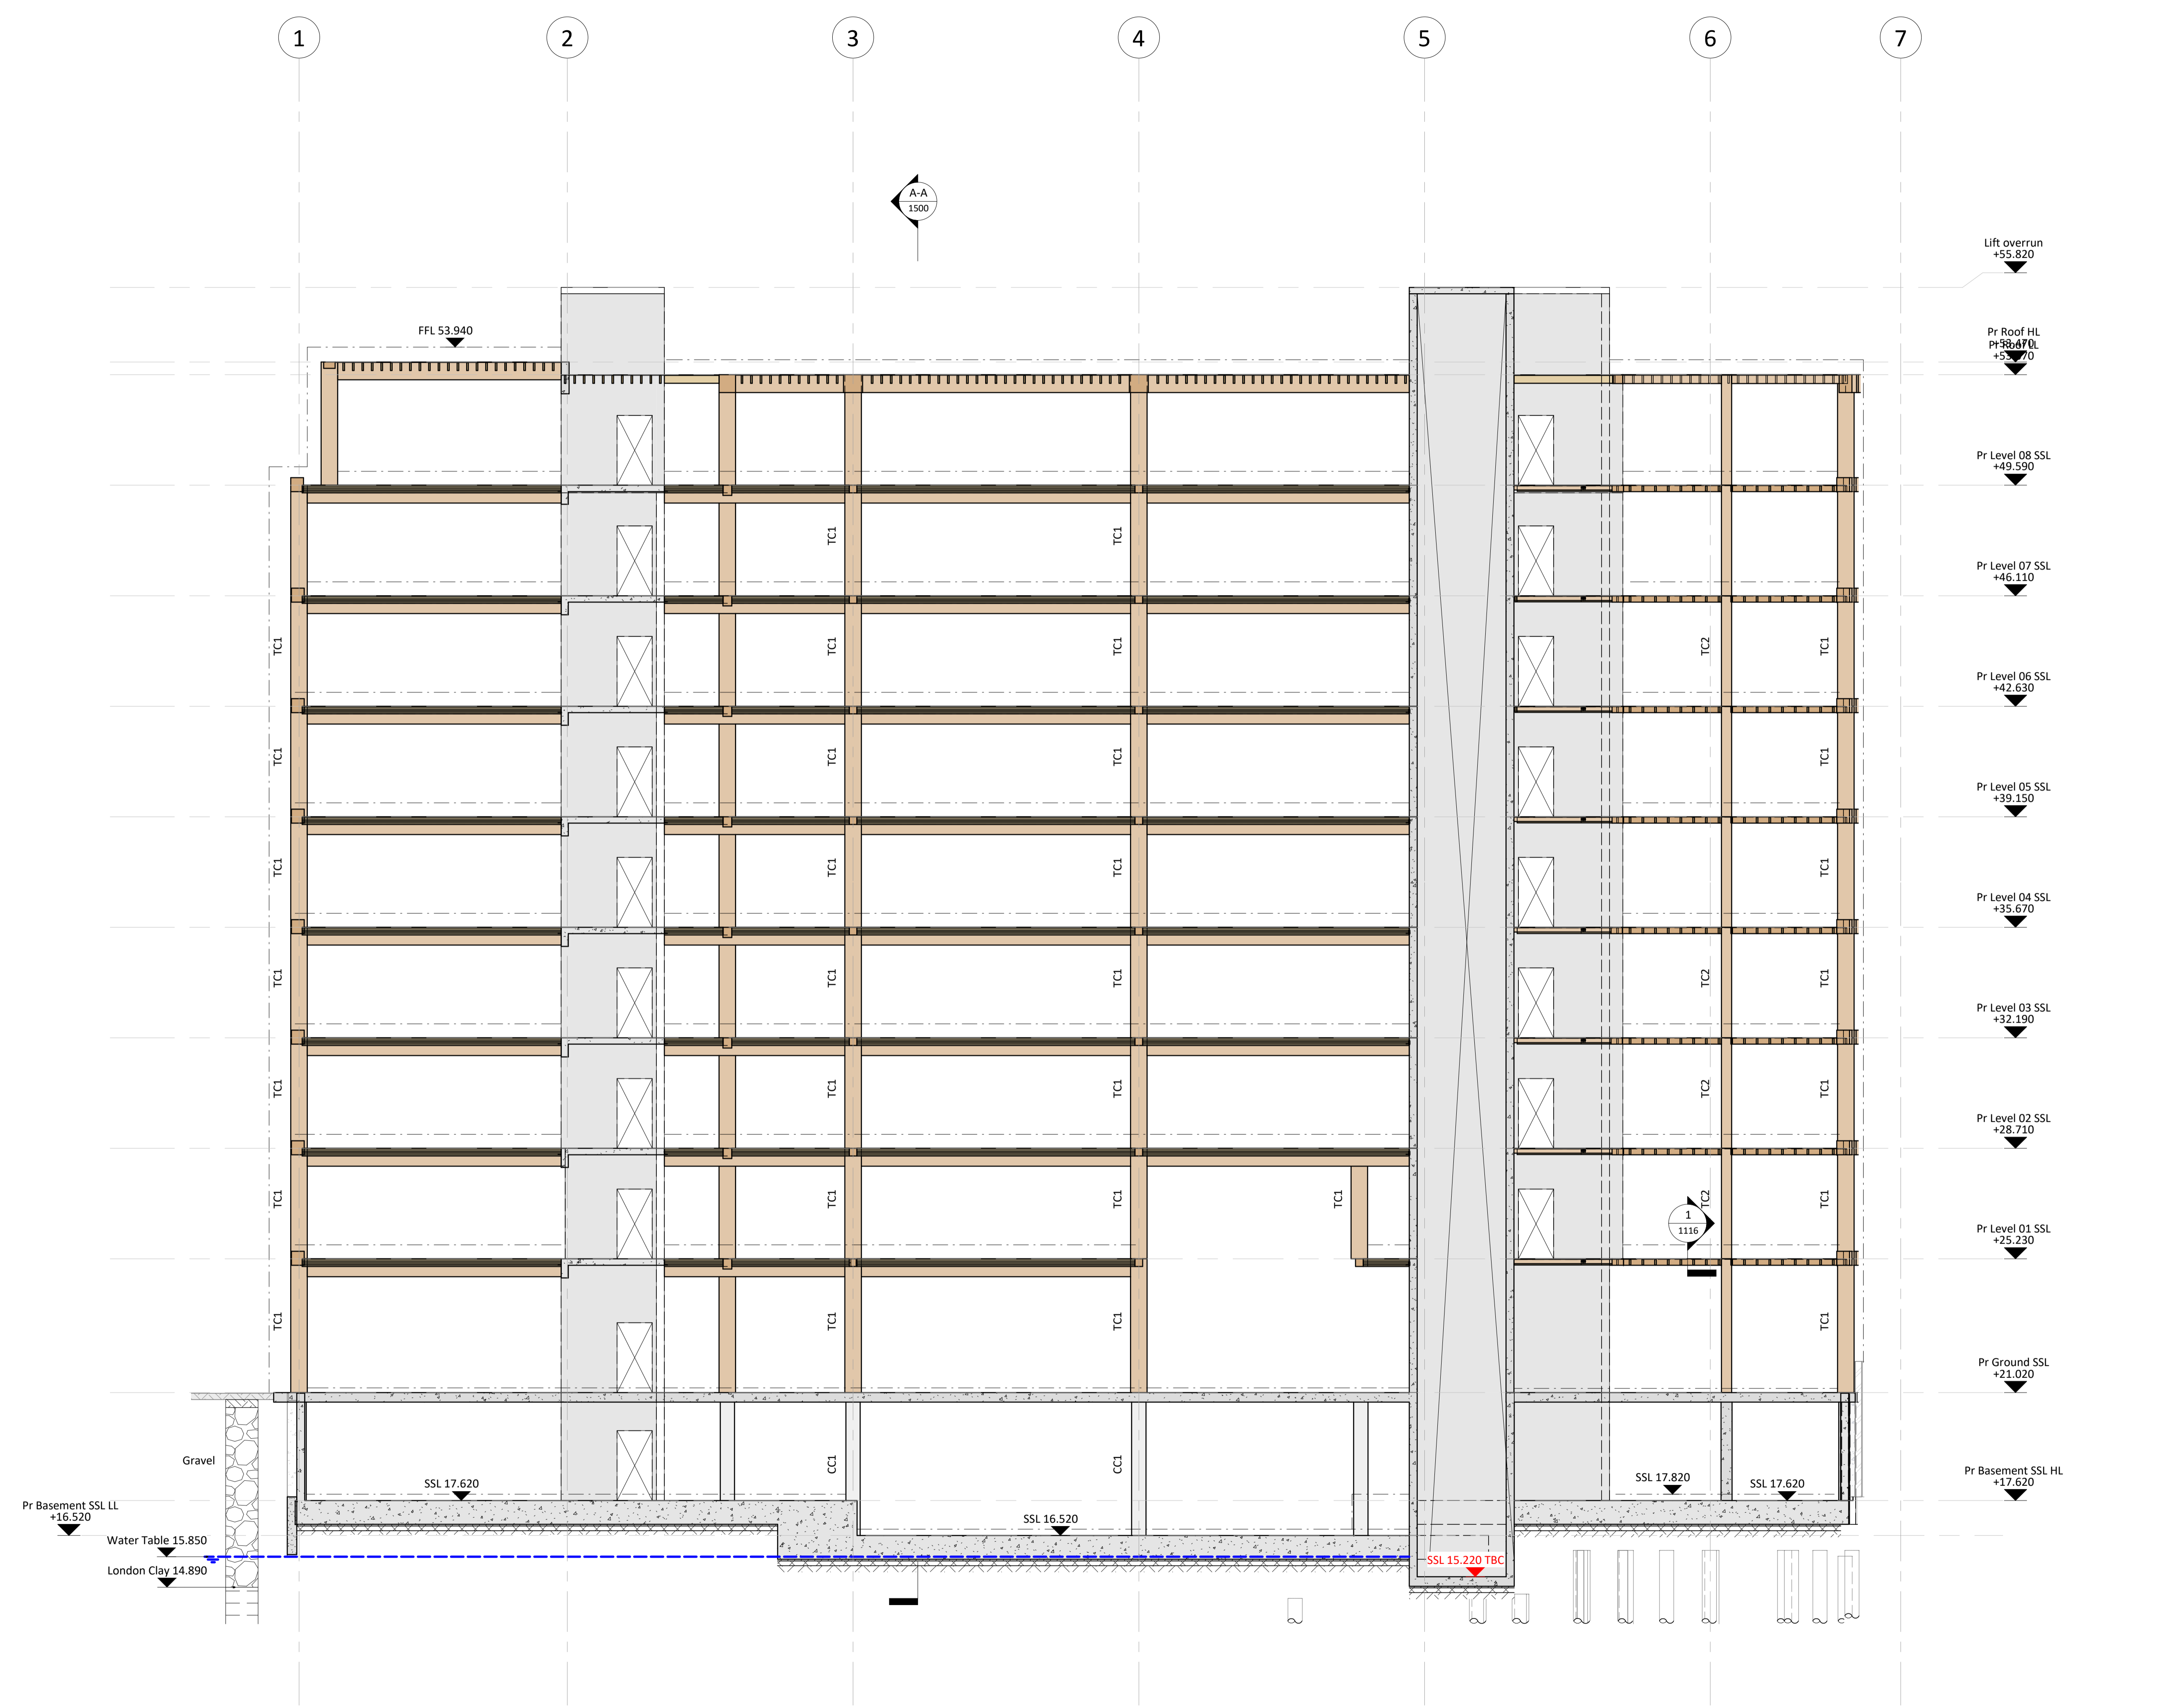 1
2
3
4
5
6
7
A-A
1500
Lift overrun
+55.820
FFL 53.940
Pr Roof HL
+53.470
Pr Roof LL
Pr Level 08 SSL
+49.590
TC1
TC1
Pr Level 07 SSL
+46.110
TC1
TC1
TC1
TC2
TC1
Pr Level 06 SSL
+42.630
TC1
TC1
TC1
TC1
Pr Level 05 SSL
+39.150
TC1
TC1
TC1
TC1
Pr Level 04 SSL
+35.670
TC1
TC1
TC1
TC2
TC1
Pr Level 03 SSL
+32.190
TC1
TC1
TC1
TC2
TC1
Pr Level 02 SSL
+28.710
TC1
TC1
TC1
TC1
TC2
TC1
1
1116
Pr Level 01 SSL
+25.230
TC1
TC1
TC1
TC1
Pr Ground SSL
+21.020
Gravel
CC1
CC1
SSL 17.620
SSL 17.820
SSL 17.620
Pr Basement SSL HL
+17.620
Pr Basement SSL LL
+16.520
SSL 16.520
Water Table 15.850
SSL 15.220 TBC
London Clay 14.890